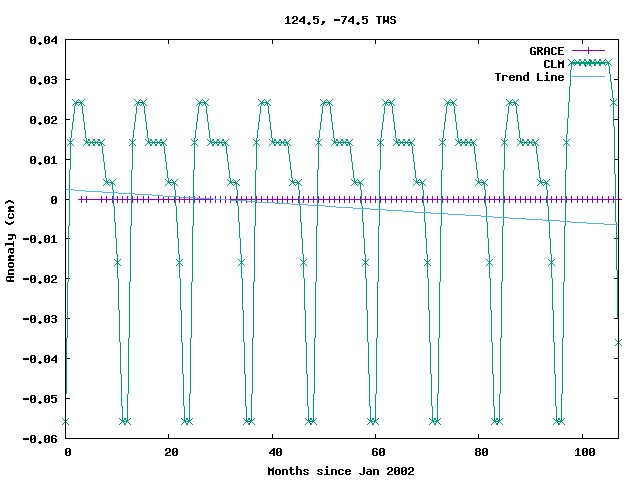 124.5, -74.5 TWS
GRACE
CLM
Trend Line
0.04
0.03
0.02
0.01
0
-0.01
-0.02
-0.03
-0.04
-0.05
-0.06
Anomaly (cm)
0 20 40 60 80 100
Months since Jan 2002